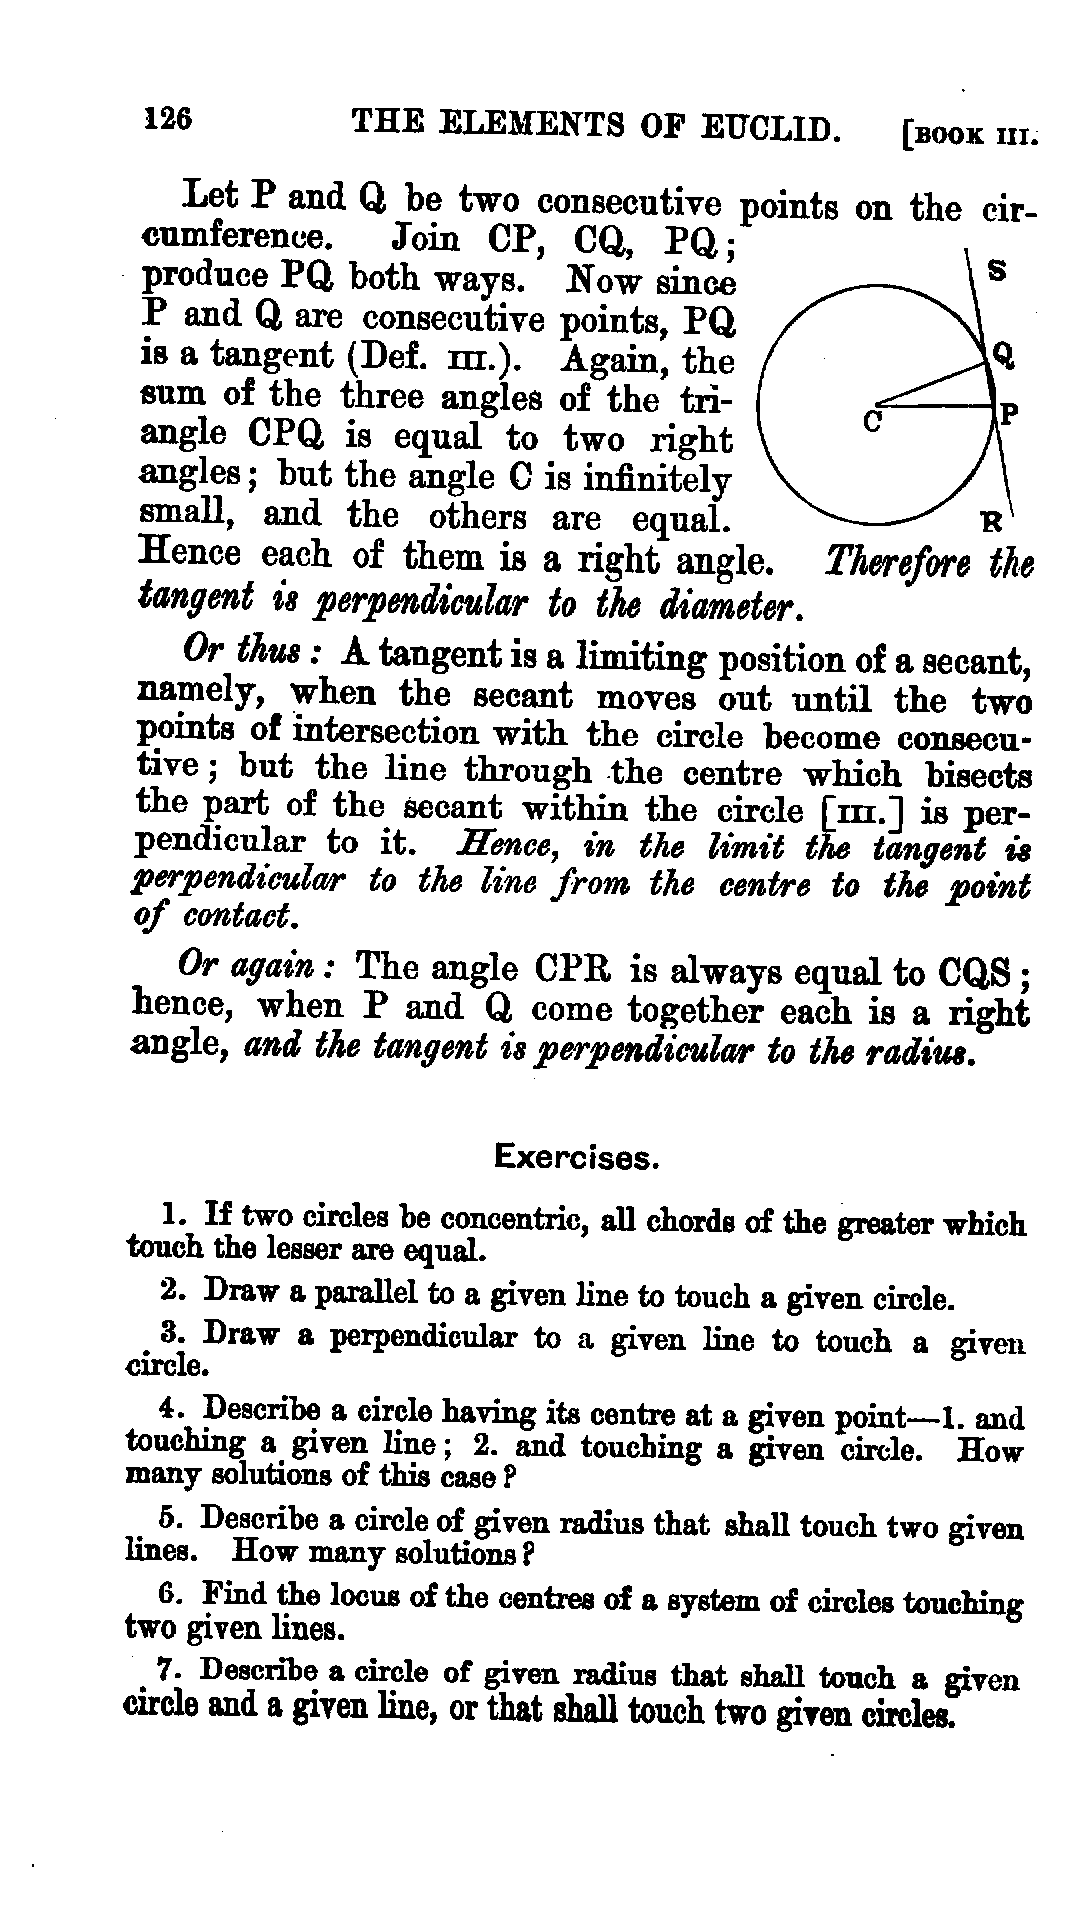 126 THE ELEMENTS OF EUCLID. [BOOK III.
Let P and Q be two consecutive points on the cir-
cumference. Join CP, CQ, PQ;
produce PQ both ways. Now since
P and Q are consecutive points, PQ
is a tangent (Def. III.). Again, the
sum of the three angles of the tri-
angle CPQ is equal to two right
angles; but the angle C is infinitely
small, and the others are equal.
Hence each of them is a right angle. Therefore the
tangent is perpendicular to the diameter.
S
Q
C
P
R
Or thus: A tangent is a limiting position of a secant,
namely, when the secant moves out until the two
points of intersection with the circle become consecu-
tive; but the line through the centre which bisects
the part of the secant within the circle [III.] is per-
pendicular to it. Hence, in the limit the tangent is
perpendicular to the line from the centre to the point
of contact.
Or again: The angle CPR is always equal to CQS;
hence, when P and Q come together each is a right
angle, and the tangent is perpendicular to the radius.
Exercises.
1. If two circles be concentric, all chords of the greater which
touch the lesser are equal.
2. Draw a parallel to a given line to touch a given circle.
3. Draw a perpendicular to a given line to touch a given
circle.
4. Describe a circle having its centre at a given point—1. and
touching a given line; 2. and touching a given circle. How
many solutions of this case?
5. Describe a circle of given radius that shall touch two given
lines. How many solutions?
6. Find the locus of the centres of a system of circles touching
two given lines.
7. Describe a circle of given radius that shall touch a given
circle and a given line, or that shall touch two given circles.